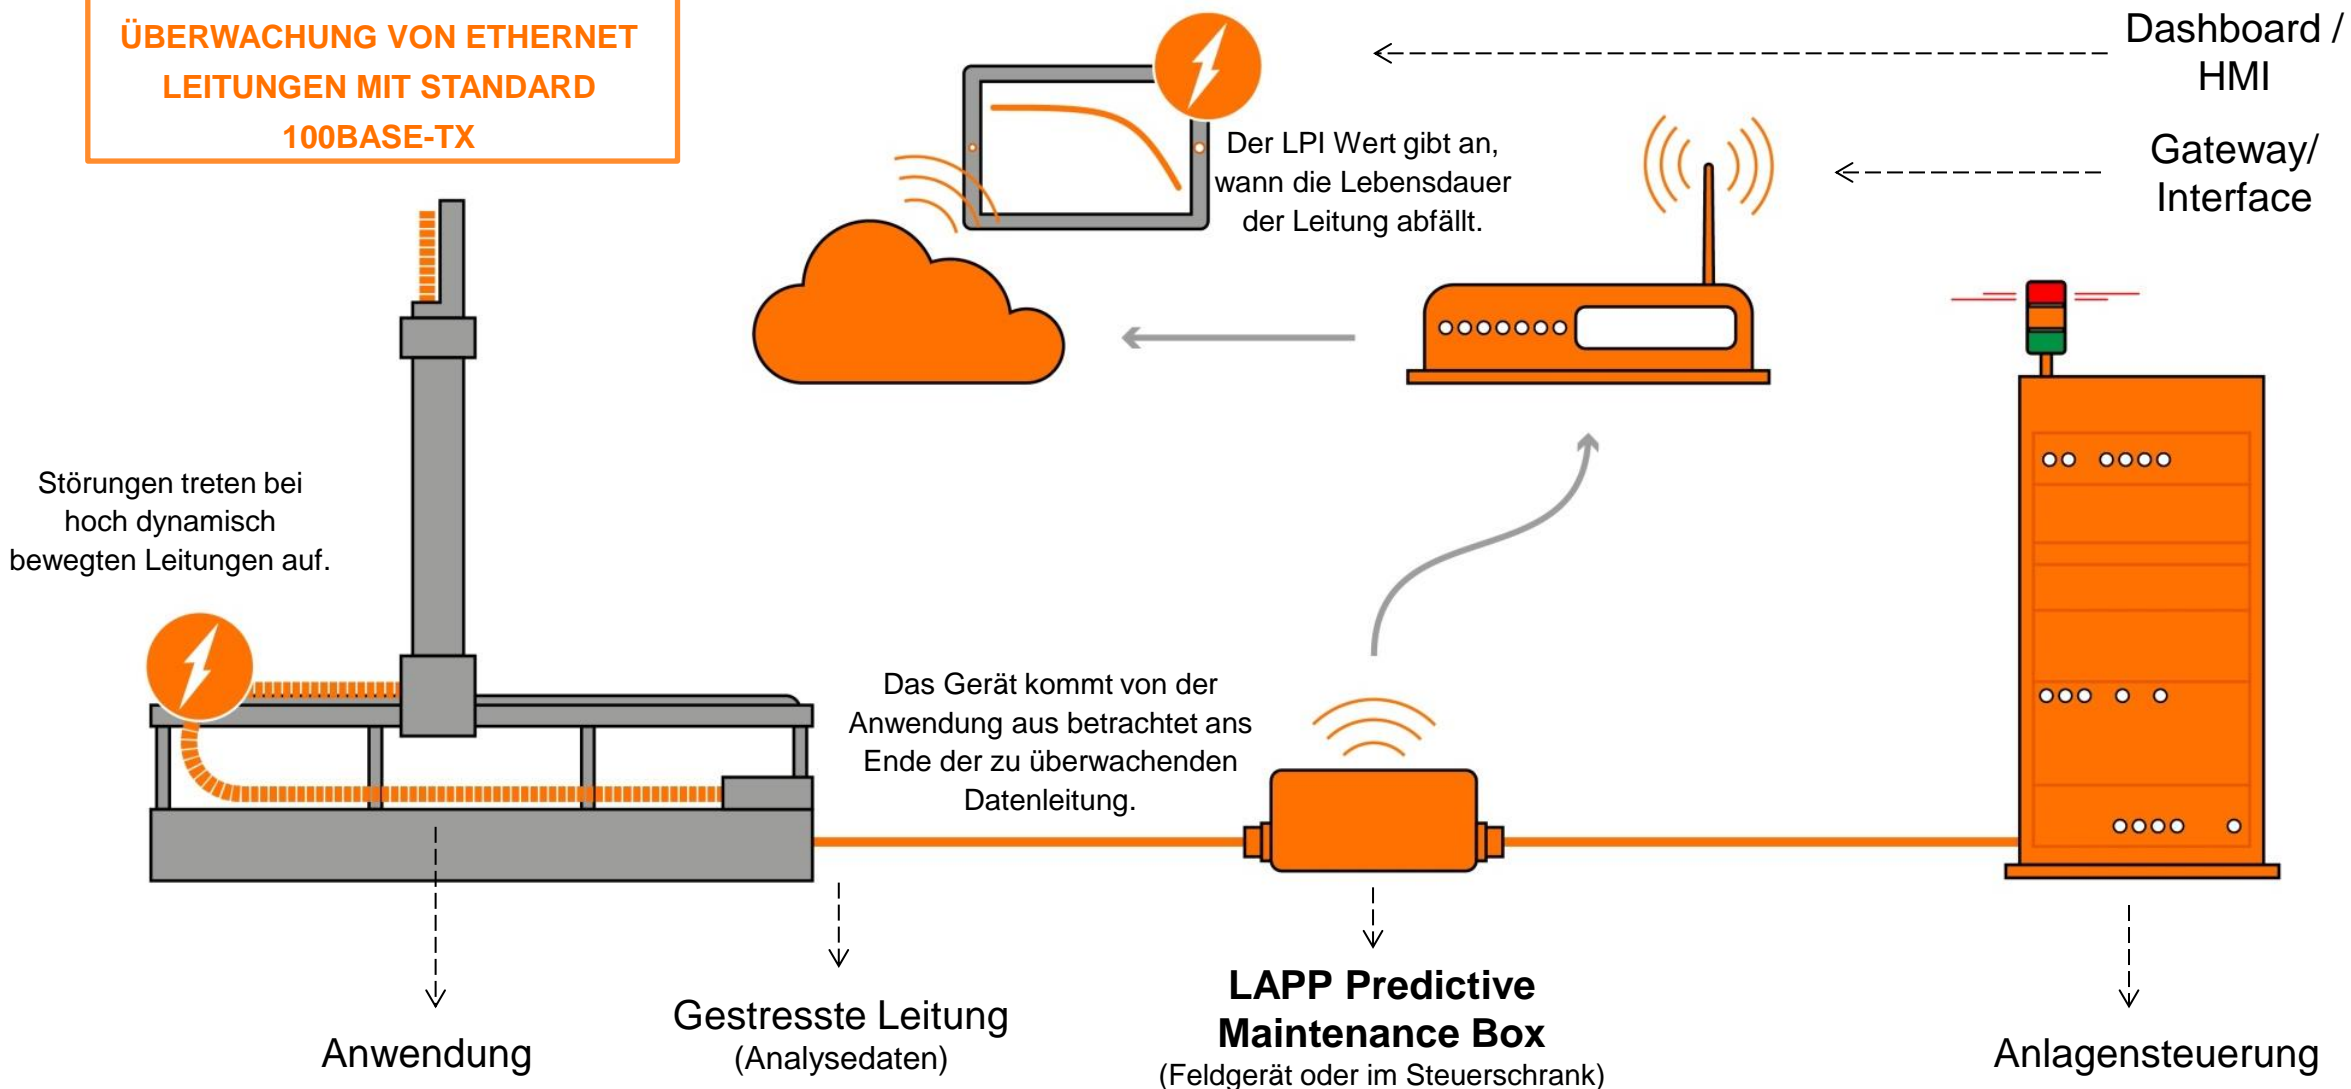 ÜBERWACHUNG VON ETHERNET
LEITUNGEN MIT STANDARD
100BASE-TX
Dashboard /
HMI
Der LPI Wert gibt an,
wann die Lebensdauer
der Leitung abfällt.
Gateway/
Interface
Störungen treten bei
hoch dynamisch
bewegten Leitungen auf.
Das Gerät kommt von der
Anwendung aus betrachtet ans
Ende der zu überwachenden
Datenleitung.
Anwendung
Gestresste Leitung
(Analysedaten)
LAPP Predictive
Maintenance Box
(Feldgerät oder im Steuerschrank)
Anlagensteuerung